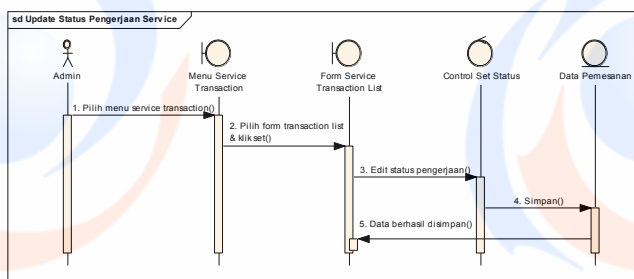 sd Update Status Pengerjaan Service
Admin
Menu Service
Transaction
Form Service
Transaction List
Control Set Status
Data Pemesanan
1. Pilih menu service transaction()
2. Pilih form transaction list
& klik set()
3. Edit status pengerjaan()
4. Simpan()
5. Data berhasil disimpan()